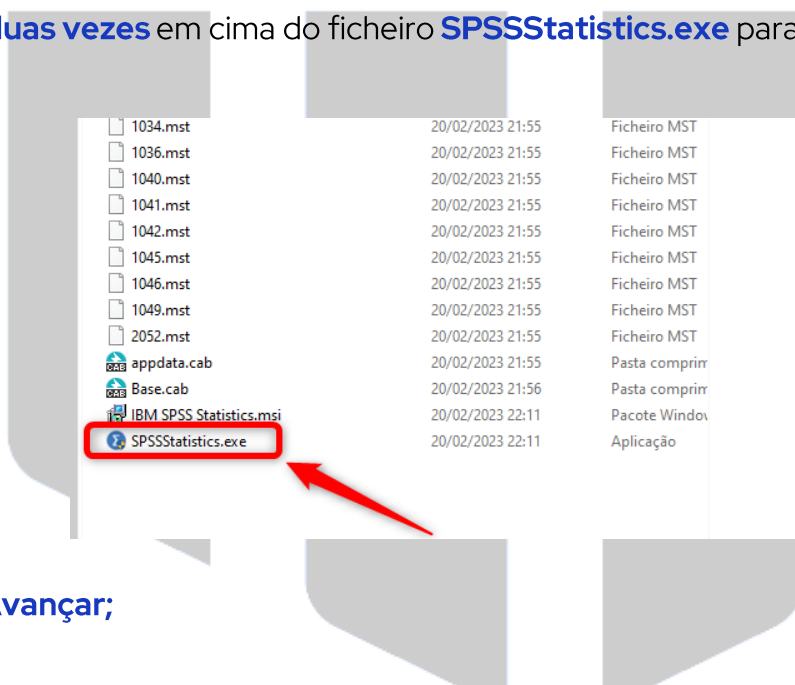 duas vezes em cima do ficheiro SPSSStatistics.exe para
1034.mst 20/02/2023 21:55 Ficheiro MST
1036.mst 20/02/2023 21:55 Ficheiro MST
1040.mst 20/02/2023 21:55 Ficheiro MST
1041.mst 20/02/2023 21:55 Ficheiro MST
1042.mst 20/02/2023 21:55 Ficheiro MST
1045.mst 20/02/2023 21:55 Ficheiro MST
1046.mst 20/02/2023 21:55 Ficheiro MST
1049.mst 20/02/2023 21:55 Ficheiro MST
2052.mst 20/02/2023 21:55 Ficheiro MST
CAB appdata.cab 20/02/2023 21:55 Pasta comprim
CAB Base.cab 20/02/2023 21:56 Pasta comprim
IBM SPSS Statistics.msi 20/02/2023 22:11 Pacote Window
SPSSStatistics.exe 20/02/2023 22:11 Aplicação
Avançar;